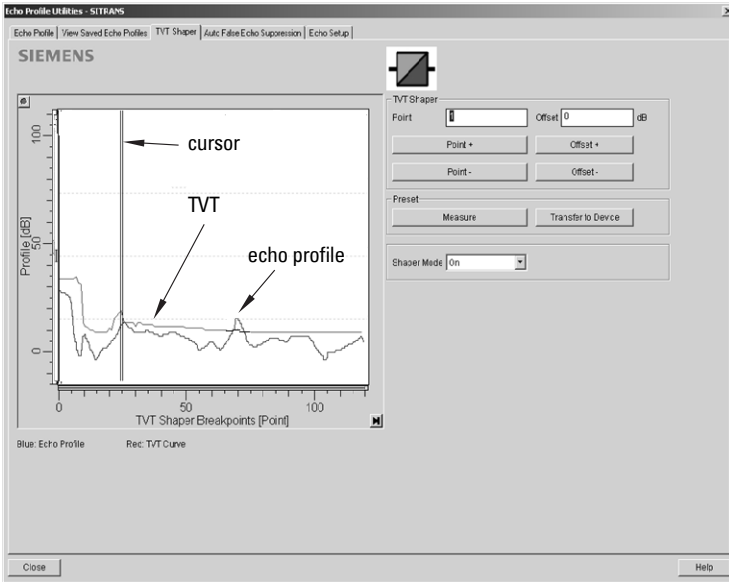 Echo Profile Utilities - SITRANS
Echo Profile
View Saved Echo Profiles
TVT Shaper
Auto False Echo Suporession
Echo Setup
SIEMENS
TVT Shaper
Point 1
Offset 0 dB
Point +
Offset +
Point -
Offset -
Preset
Measure
Transfer to Device
Shaper Mode On
cursor
TVT
echo profile
Profile [dB]
100
50
0
0
50
100
TVT Shaper Breakpoints [Point]
Blue: Echo Profile
Rec: TVT Curve
Close
Help